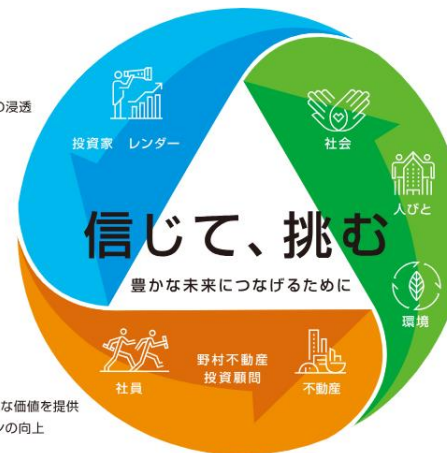 の浸透
投資家 レンダー
社会
人びと
信じて、挑む
豊かな未来につなげるために
環境
社員
野村不動産
投資顧問
不動産
な価値を提供
ンの向上